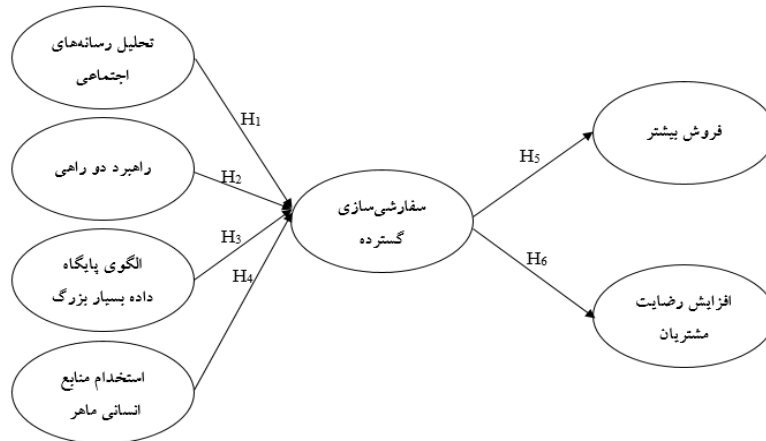 تحلیل رسانه‌های
اجتماعی
H1
راهبرد دو راهی
H2
الگوی پایگاه
داده بسیار بزرگ
H3
استخدام منابع
انسانی ماهر
H4
سفارشی‌سازی
گسترده
H5
فروش بیشتر
H6
افزایش رضایت
مشتریان